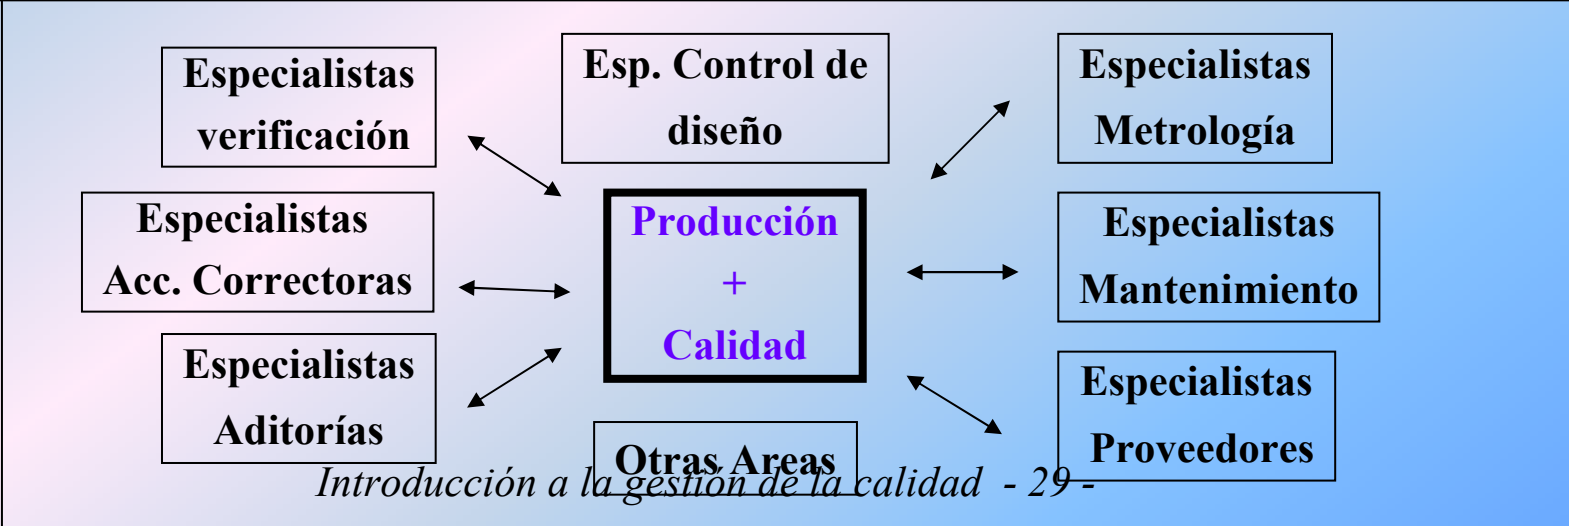 Especialistas
verificación
Esp. Control de
diseño
Especialistas
Metrología
Especialistas
Acc. Correctoras
Producción
+
Calidad
Especialistas
Mantenimiento
Especialistas
Aditorías
Otras Areas
Especialistas
Proveedores
Introducción a la gestión de la calidad - 29 -